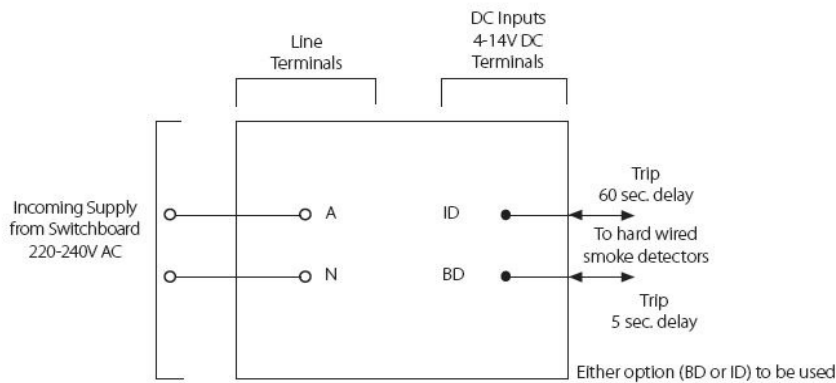 Line
Terminals
DC Inputs
4-14V DC
Terminals
Incoming Supply
from Switchboard
220-240V AC
A
N
ID
BD
Trip
60 sec. delay
To hard wired
smoke detectors
Trip
5 sec. delay
Either option (BD or ID) to be used